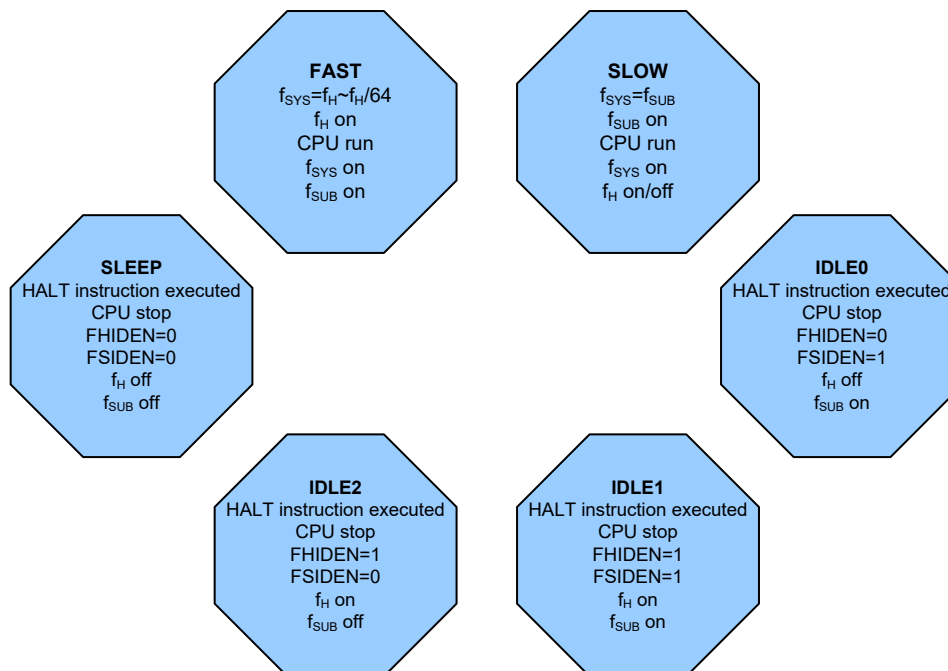 FAST
fSYS=fH~fH/64
fH on
CPU run
fSYS on
fSUB on
SLOW
fSYS=fSUB
fSUB on
CPU run
fSYS on
fH on/off
SLEEP
HALT instruction executed
CPU stop
FHIDEN=0
FSIDEN=0
fH off
fSUB off
IDLE0
HALT instruction executed
CPU stop
FHIDEN=0
FSIDEN=1
fH off
fSUB on
IDLE2
HALT instruction executed
CPU stop
FHIDEN=1
FSIDEN=0
fH on
fSUB off
IDLE1
HALT instruction executed
CPU stop
FHIDEN=1
FSIDEN=1
fH on
fSUB on